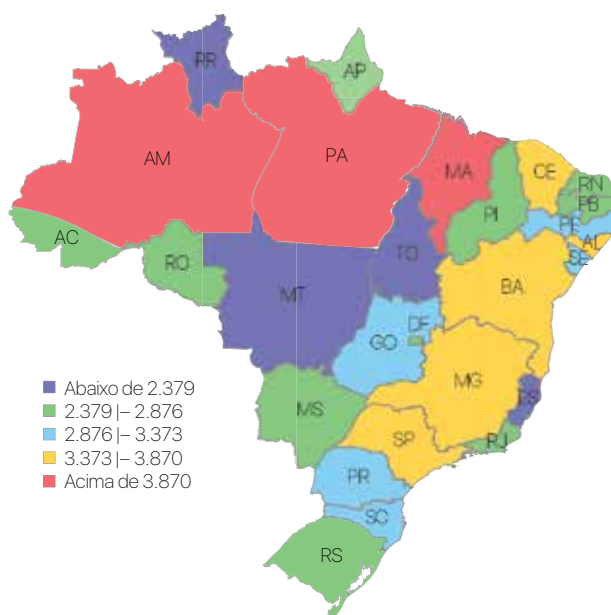 RR
AP
AM
PA
MA
CE
RN
PB
PI
PE
AL
SE
AC
RO
TO
MT
BA
DF
GO
MG
ES
MS
RJ
SP
PR
SC
RS
Abaixo de 2.379
2.379 |– 2.876
2.876 |– 3.373
3.373 |– 3.870
Acima de 3.870